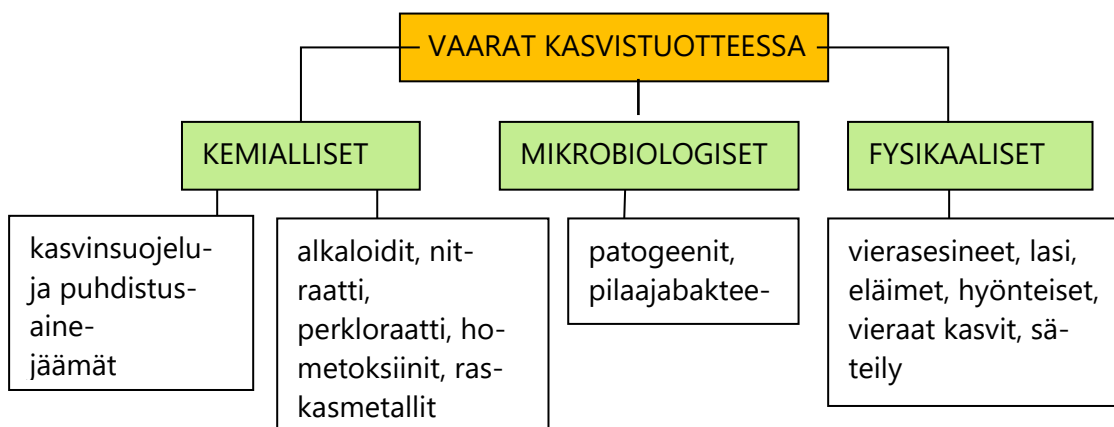 VAARAT KASVISTUOTTEESSA
KEMIALLISET
MIKROBIOLOGISET
FYSIKAALISET
kasvinsuojelu-
ja puhdistus-
aine-
jäämät
alkaloidit, nit-
raatti,
perkloraatti, ho-
metoksiinit, ras-
kasmetallit
patogeenit,
pilaajabaktee-
vierasesineet, lasi,
eläimet, hyönteiset,
vieraat kasvit, sä-
teily